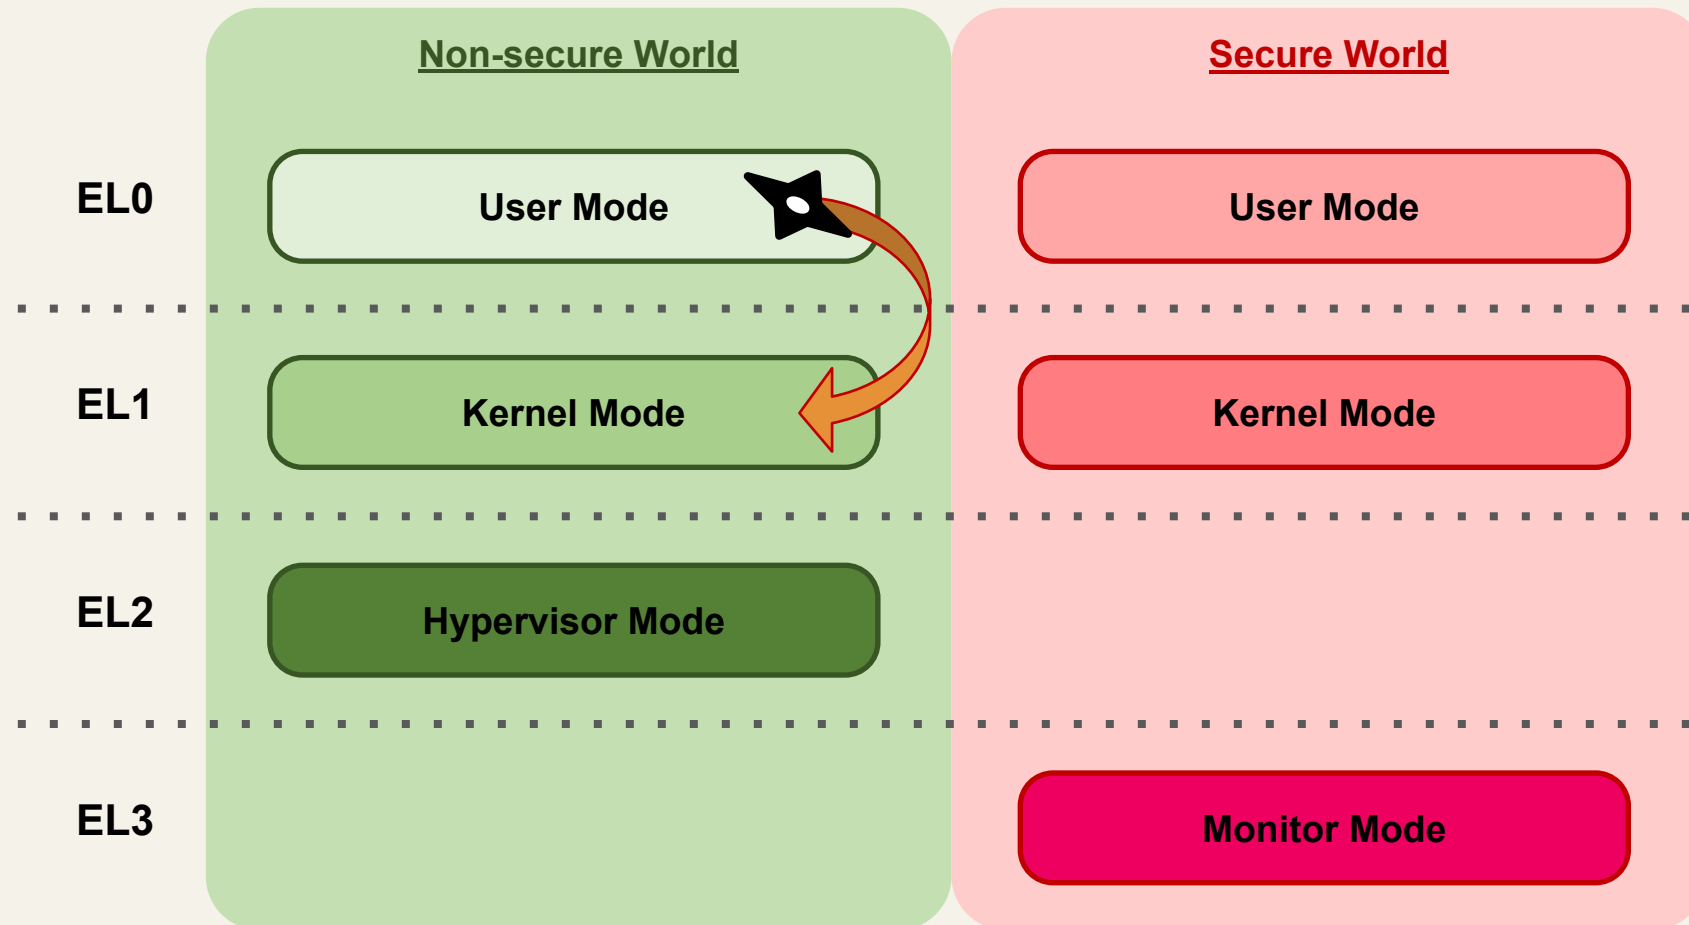 Non-secure World
Secure World
EL0
User Mode
User Mode
EL1
Kernel Mode
Kernel Mode
EL2
Hypervisor Mode
EL3
Monitor Mode